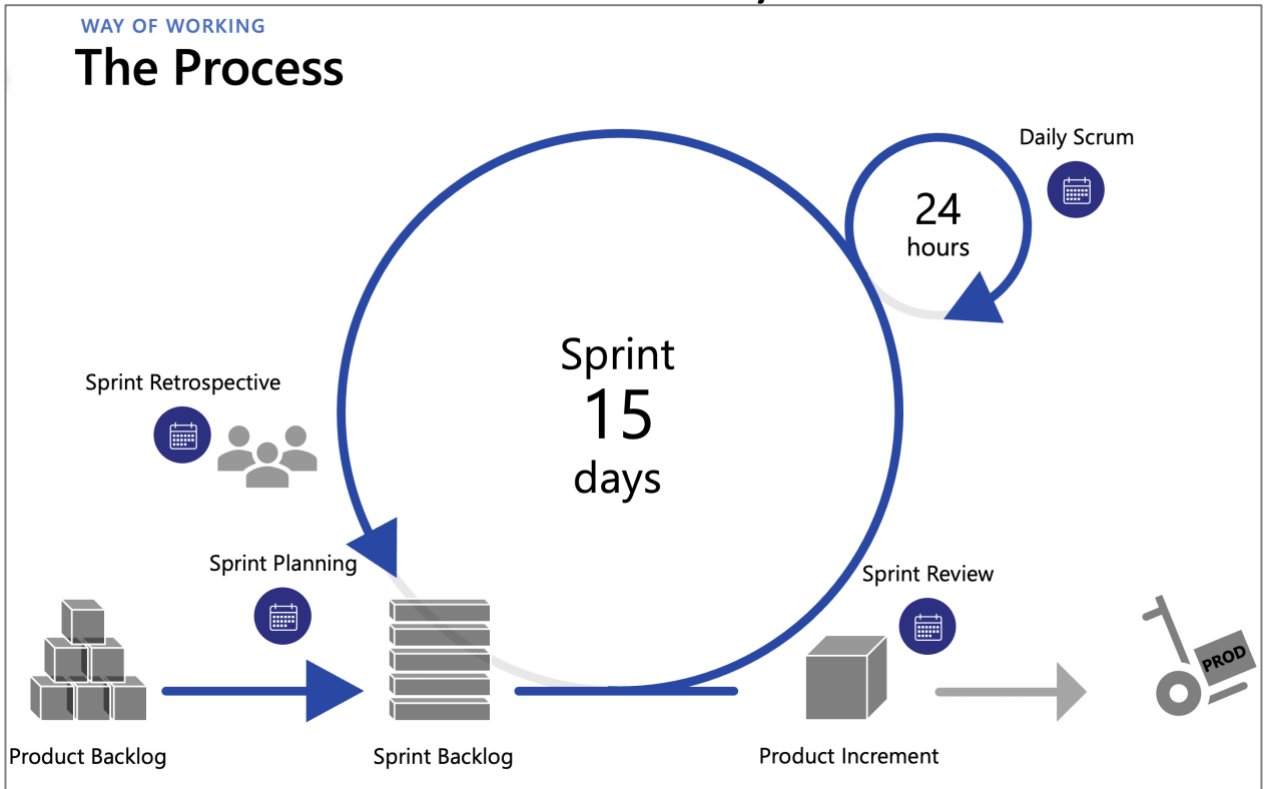 WAY OF WORKING
The Process
Daily Scrum
24
hours
Sprint
15
days
Sprint Retrospective
Sprint Planning
Sprint Review
PROD
Product Backlog
Sprint Backlog
Product Increment